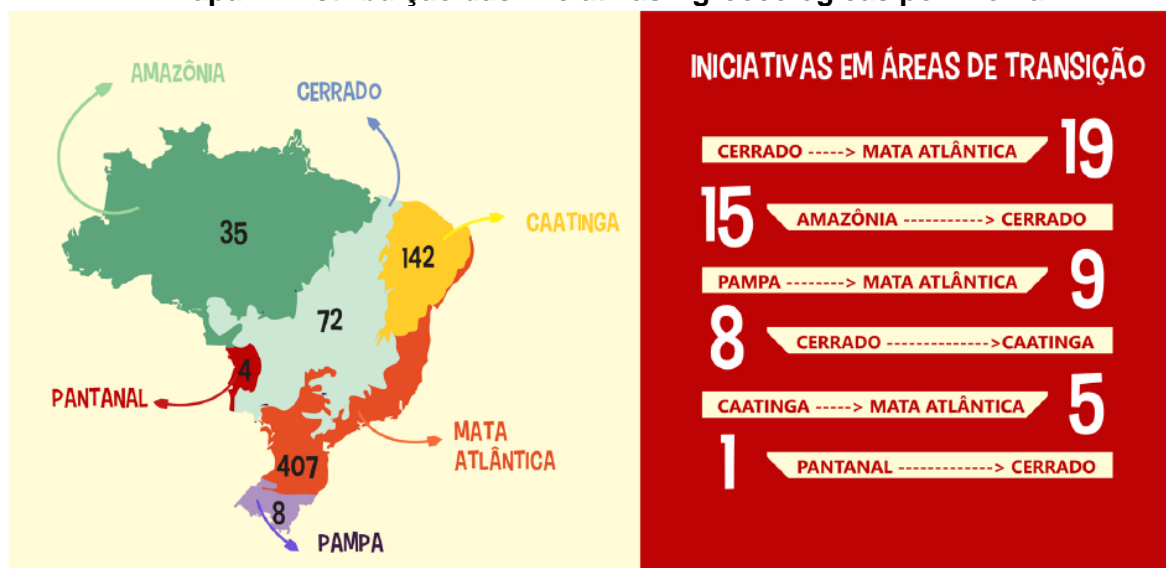 AMAZÔNIA
CERRADO
CAATINGA
35
142
72
4
PANTANAL
MATA
ATLÂNTICA
407
8
PAMPA
INICIATIVAS EM ÁREAS DE TRANSIÇÃO
CERRADO -----> MATA ATLÂNTICA 19
15 AMAZÔNIA -----------> CERRADO
PAMPA --------> MATA ATLÂNTICA 9
8 CERRADO -------------->CAATINGA
CAATINGA -----> MATA ATLÂNTICA 5
1 PANTANAL -------------> CERRADO